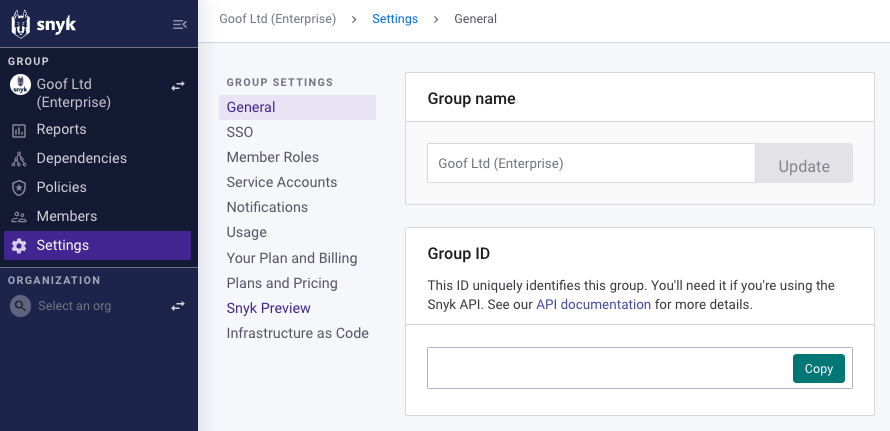 snyk
GROUP
snyk
Goof Ltd
(Enterprise)
Reports
Dependencies
Policies
Members
Settings
ORGANIZATION
Select an org
Goof Ltd (Enterprise) > Settings > General
GROUP SETTINGS
General
SSO
Member Roles
Service Accounts
Notifications
Usage
Your Plan and Billing
Plans and Pricing
Snyk Preview
Infrastructure as Code
Group name
Goof Ltd (Enterprise)
Update
Group ID
This ID uniquely identifies this group. You'll need it if you're using the
Snyk API. See our API documentation for more details.
Copy